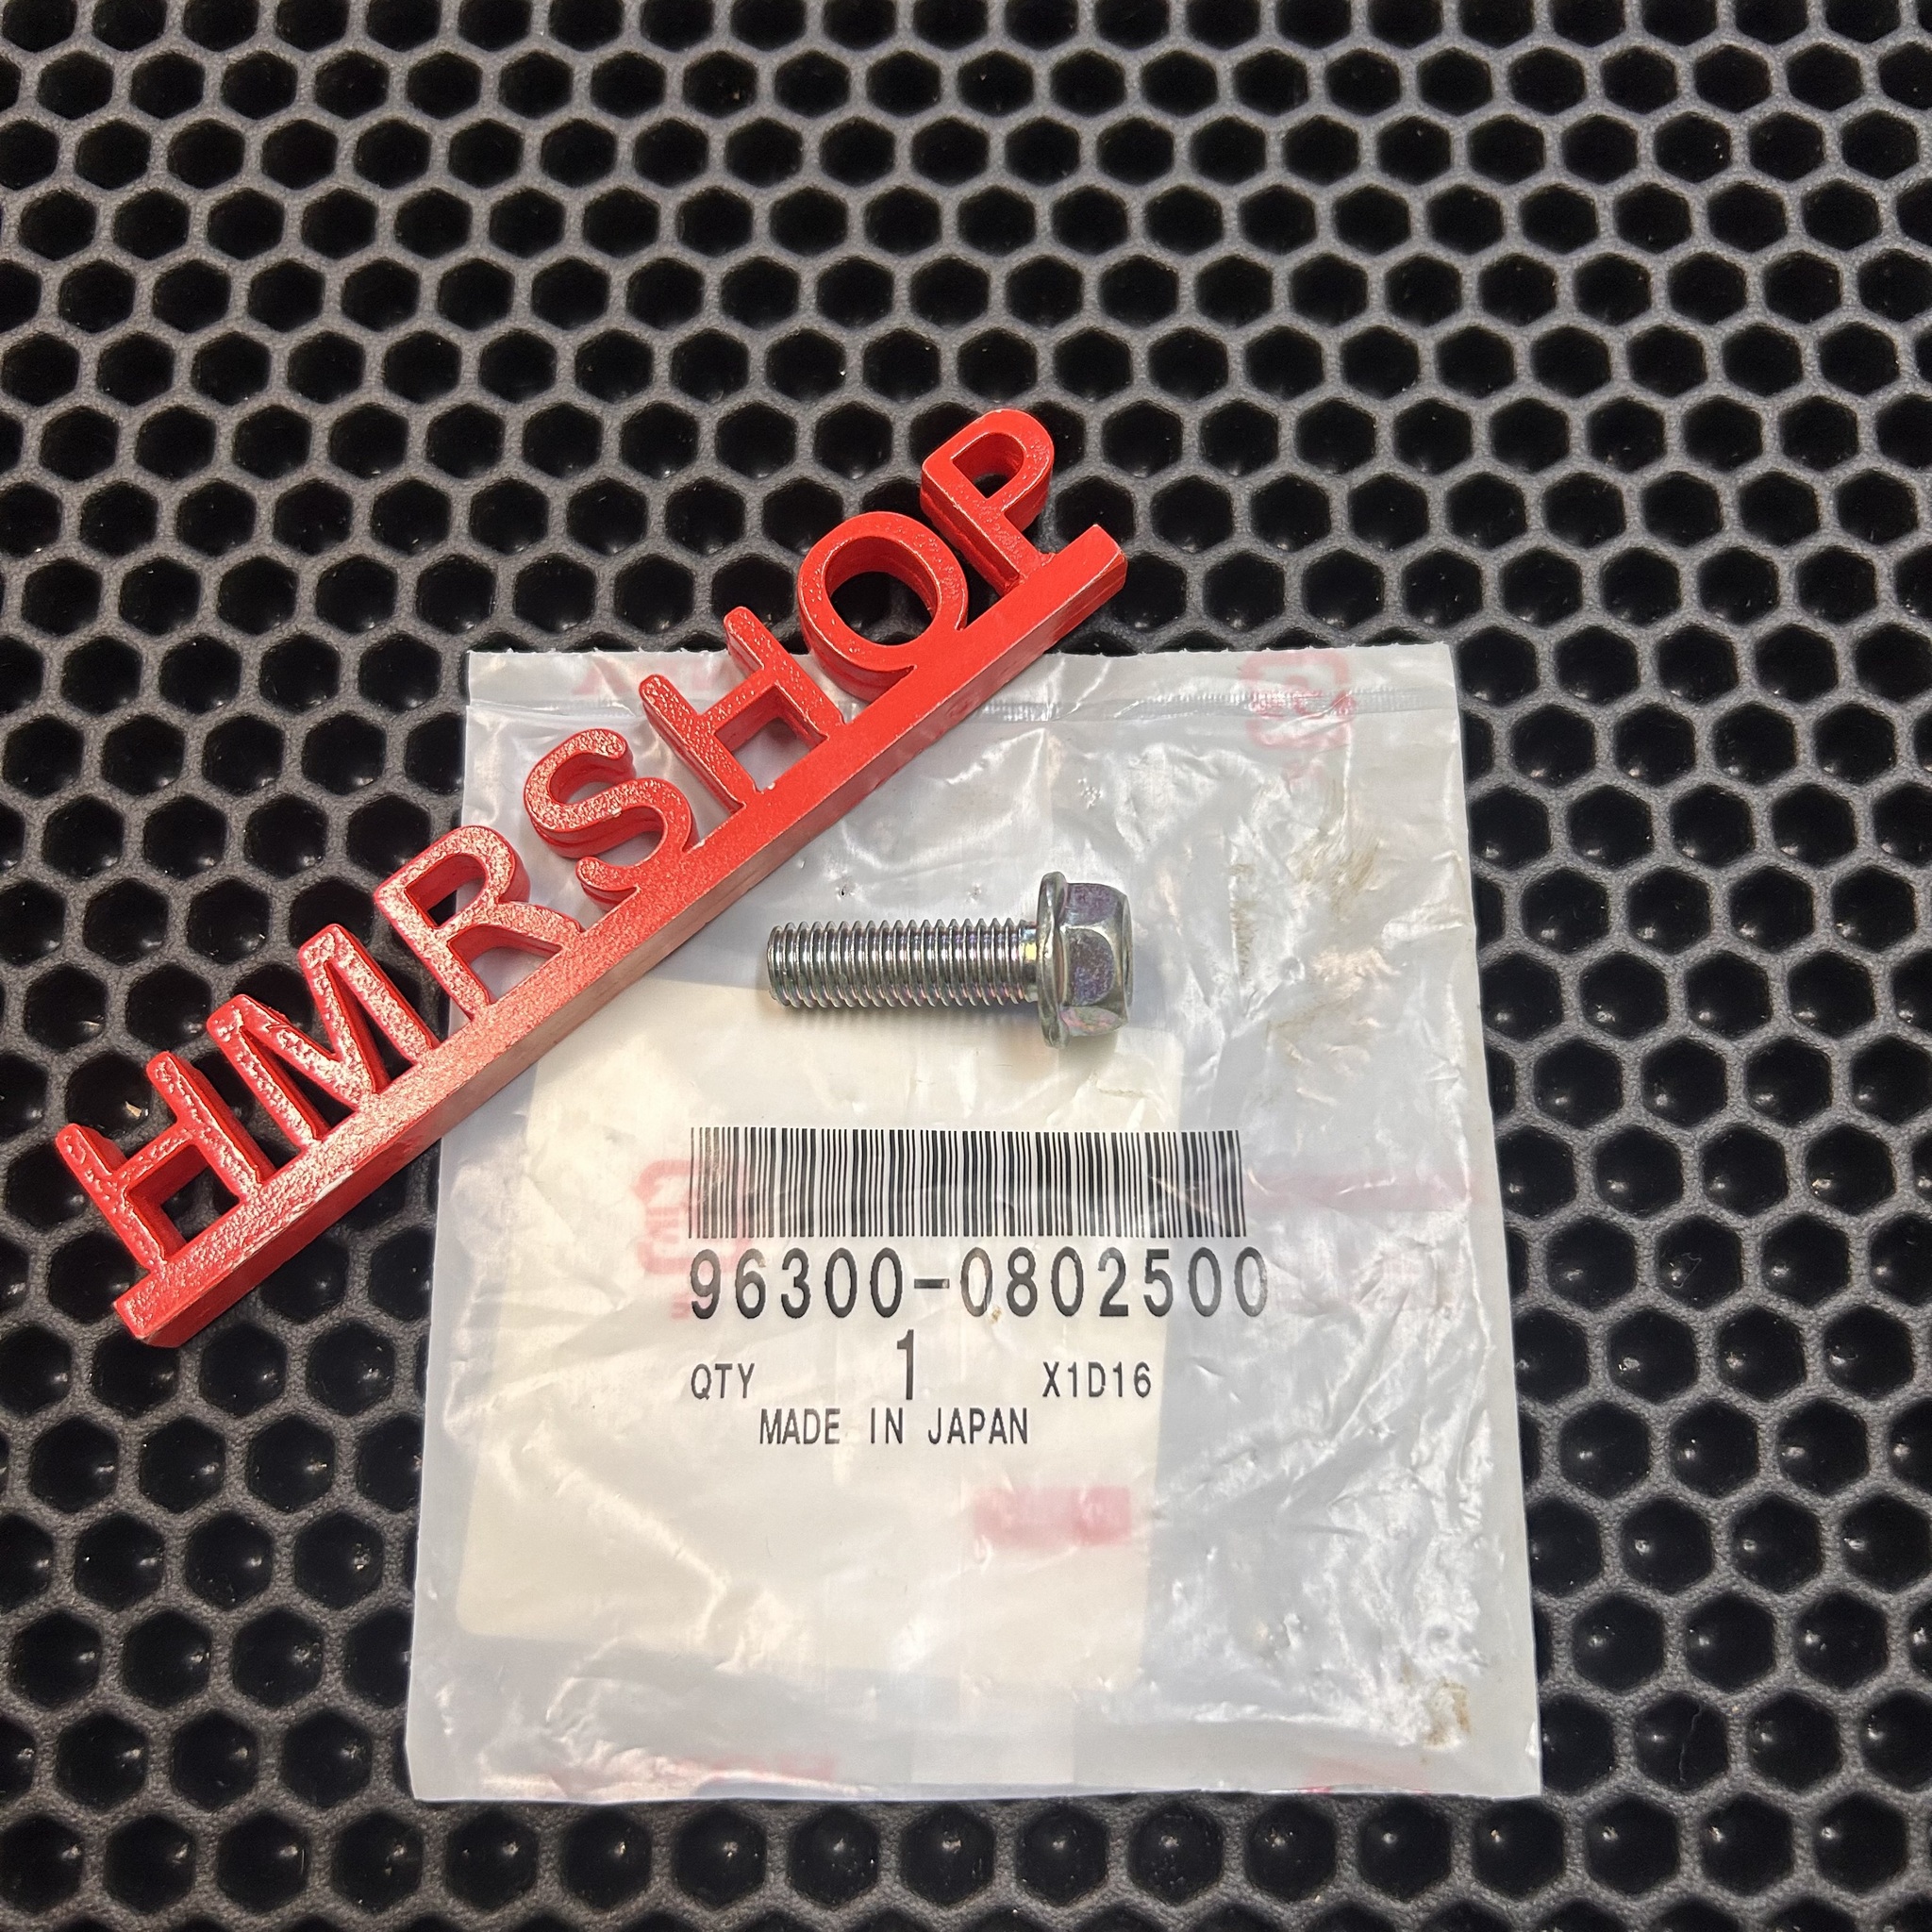 HMRSHOP
96300-0802500
QTY 1 X1D16
MADE IN JAPAN